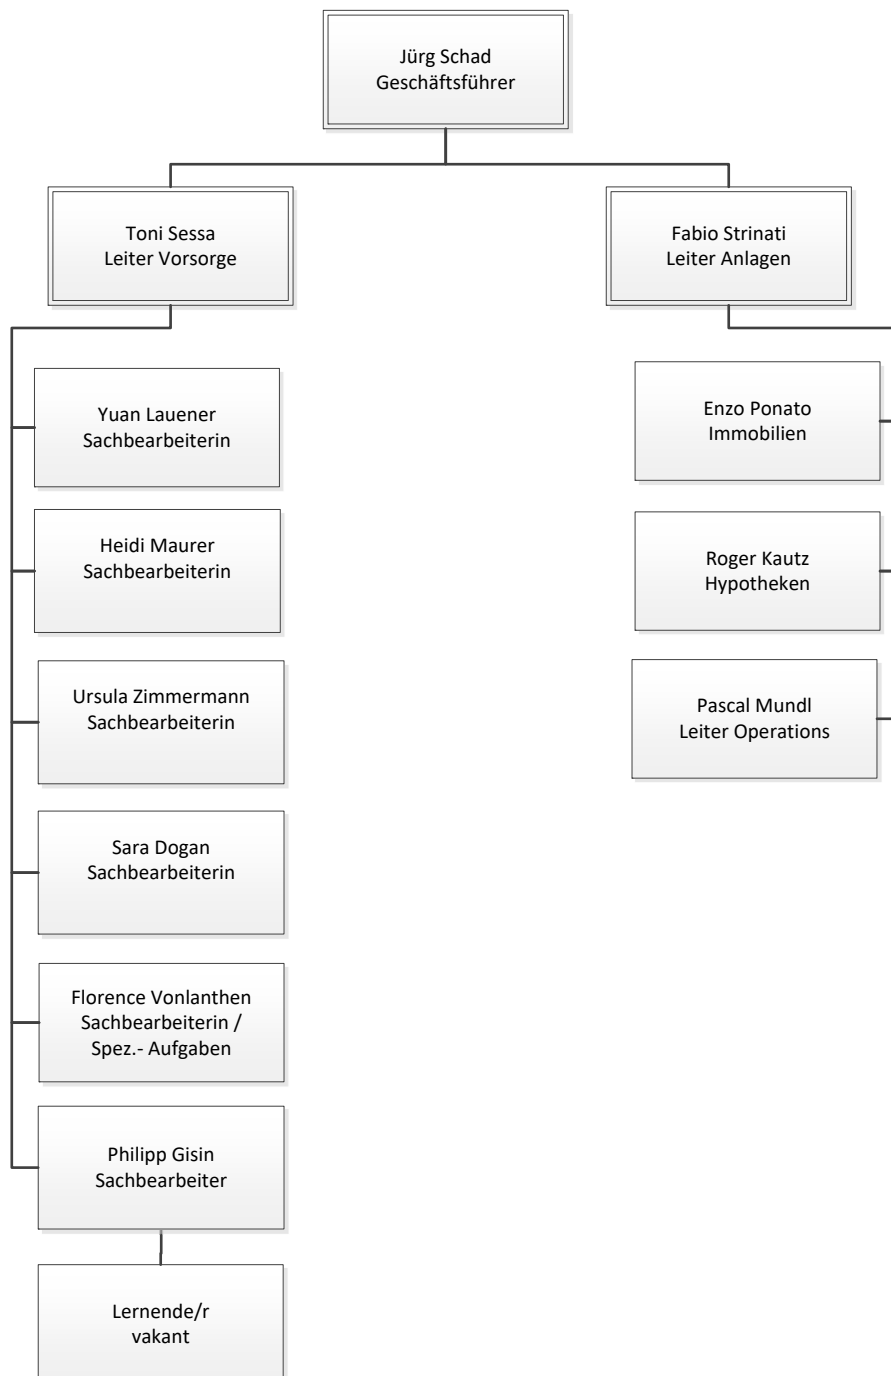 Jürg Schad
Geschäftsführer
Toni Sessa
Leiter Vorsorge
Fabio Strinati
Leiter Anlagen
Yuan Lauener
Sachbearbeiterin
Heidi Maurer
Sachbearbeiterin
Ursula Zimmermann
Sachbearbeiterin
Sara Dogan
Sachbearbeiterin
Florence Vonlanthen
Sachbearbeiterin /
Spez.- Aufgaben
Philipp Gisin
Sachbearbeiter
Lernende/r
vakant
Enzo Ponato
Immobilien
Roger Kautz
Hypotheken
Pascal Mundl
Leiter Operations